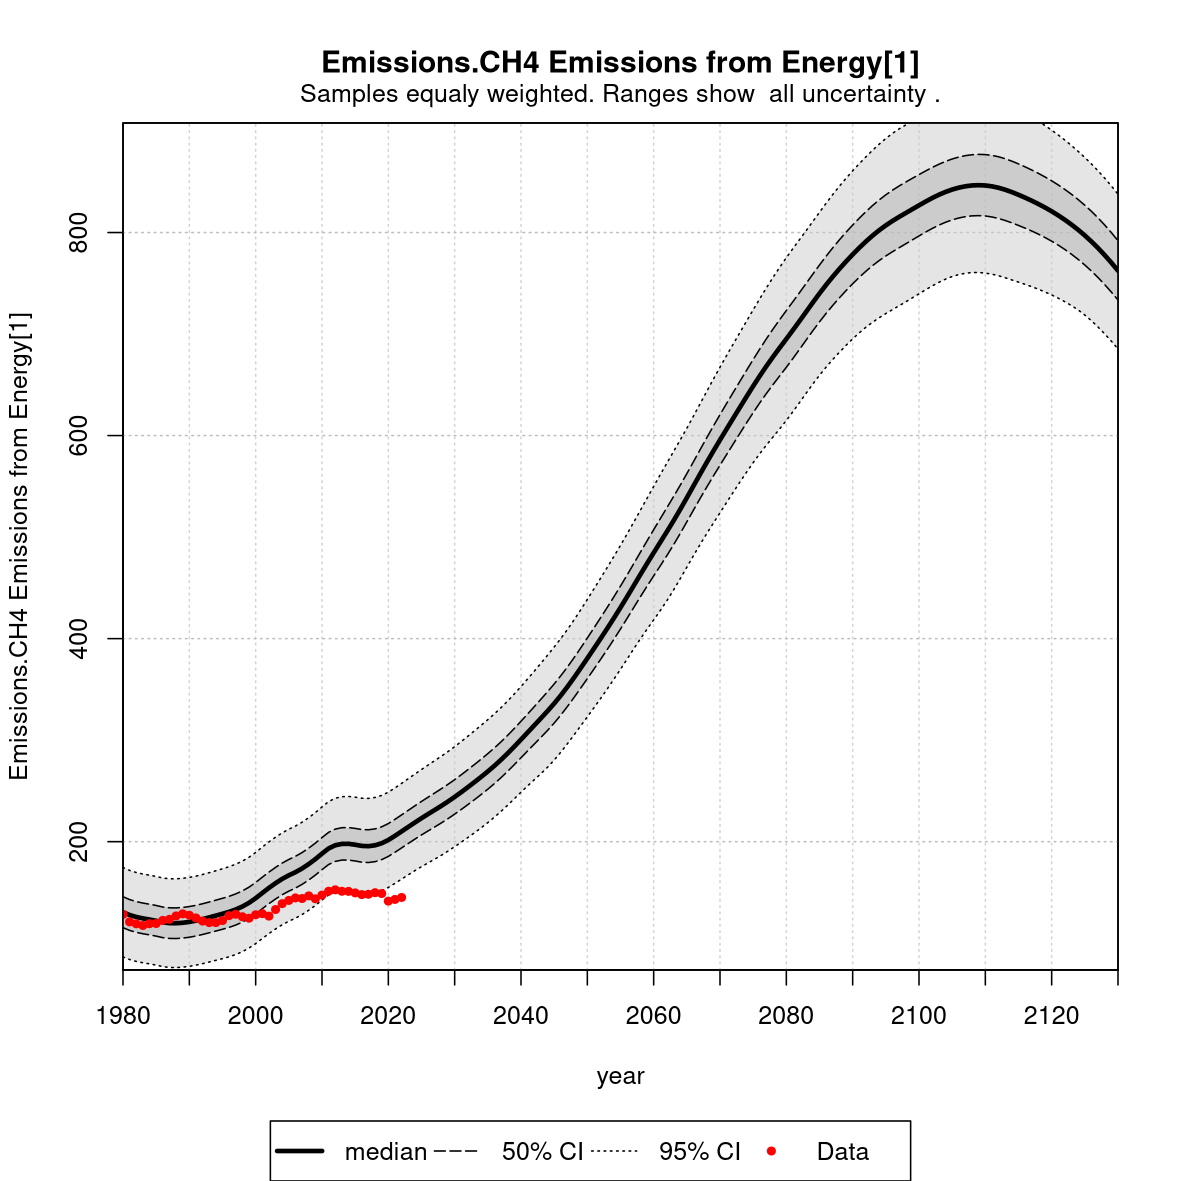 Emissions.CH4 Emissions from Energy[1]
Samples equaly weighted. Ranges show  all uncertainty .
Emissions.CH4 Emissions from Energy[1]
800
600
400
200
1980 2000 2020 2040 2060 2080 2100 2120
year
median 50% CI 95% CI Data